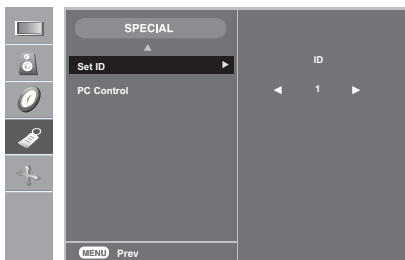 SPECIAL
Set ID
PC Control
ID
1
MENU Prev